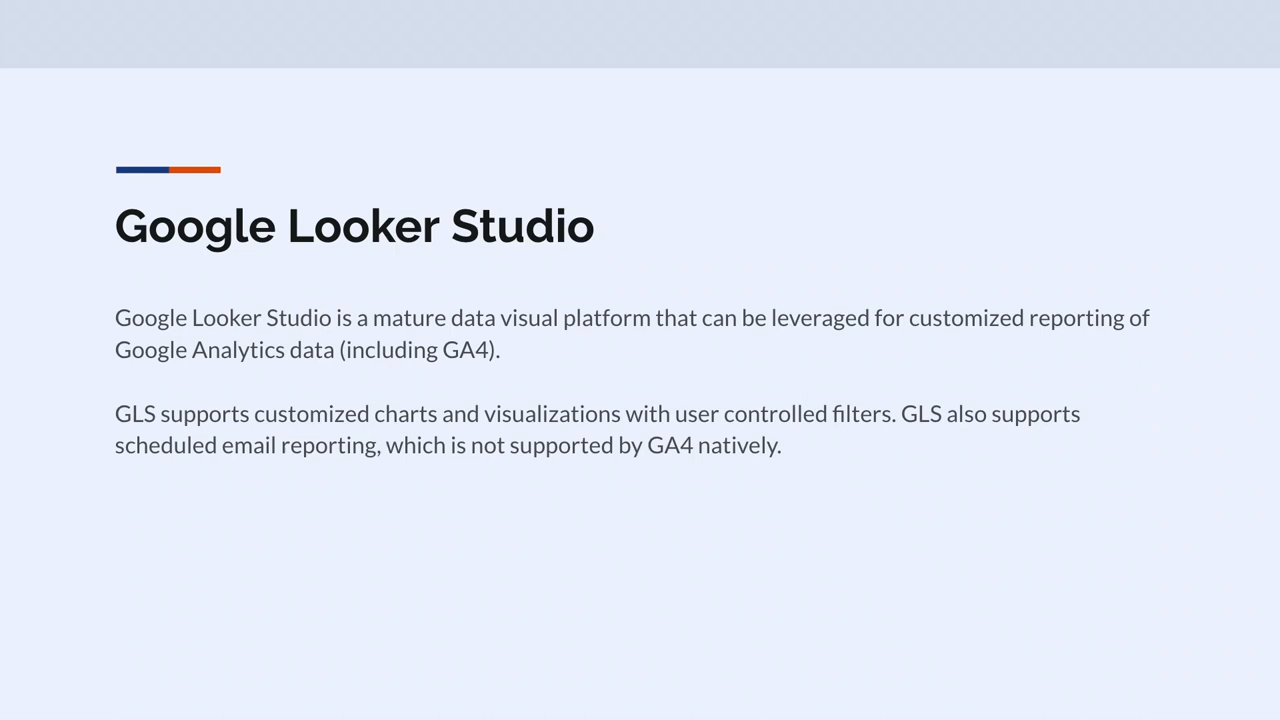 Google Looker Studio
Google Looker Studio is a mature data visual platform that can be leveraged for customized reporting of
Google Analytics data (including GA4).
GLS supports customized charts and visualizations with user controlled filters. GLS also supports
scheduled email reporting, which is not supported by GA4 natively.